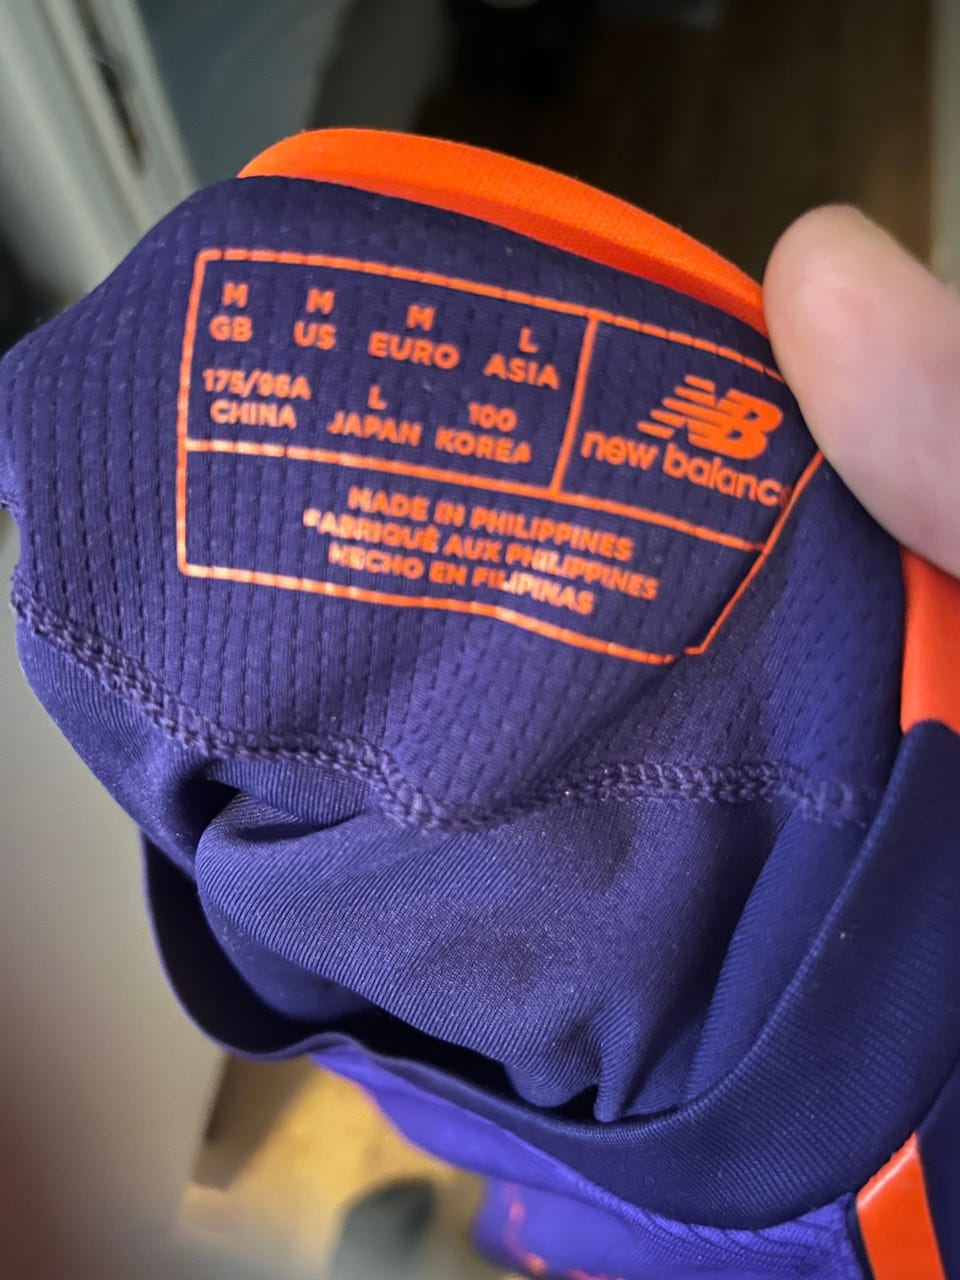 M M M L
GB US EURO ASIA
175/96A L 100
CHINA JAPAN KOREA
NB
new balance
MADE IN PHILIPPINES
FABRIQUÉ AUX PHILIPPINES
HECHO EN FILIPINAS